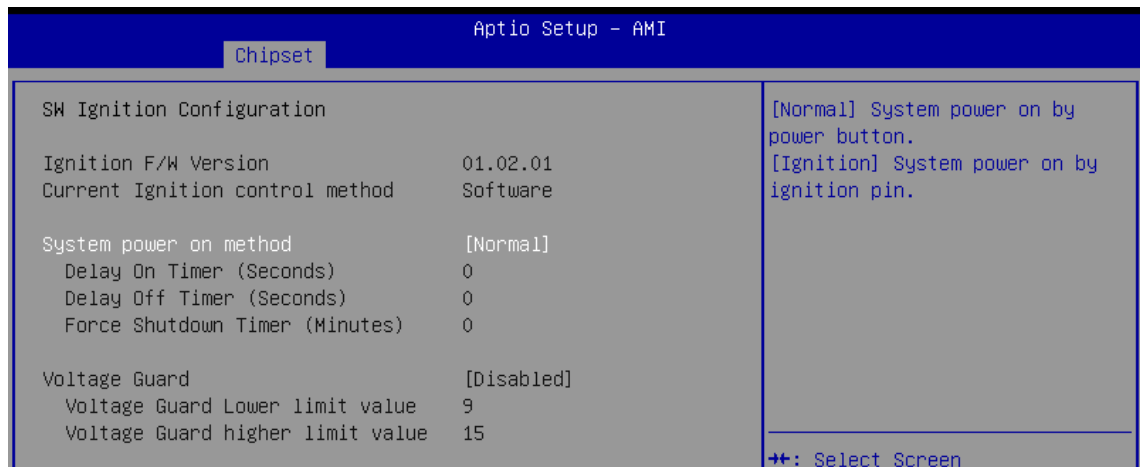 Aptio Setup – AMI
Chipset
SW Ignition Configuration
Ignition F/W Version 01.02.01
Current Ignition control method Software
System power on method [Normal]
Delay On Timer (Seconds) 0
Delay Off Timer (Seconds) 0
Force Shutdown Timer (Minutes) 0
Voltage Guard [Disabled]
Voltage Guard Lower limit value 9
Voltage Guard higher limit value 15
[Normal] System power on by
power button.
[Ignition] System power on by
ignition pin.
→←: Select Screen